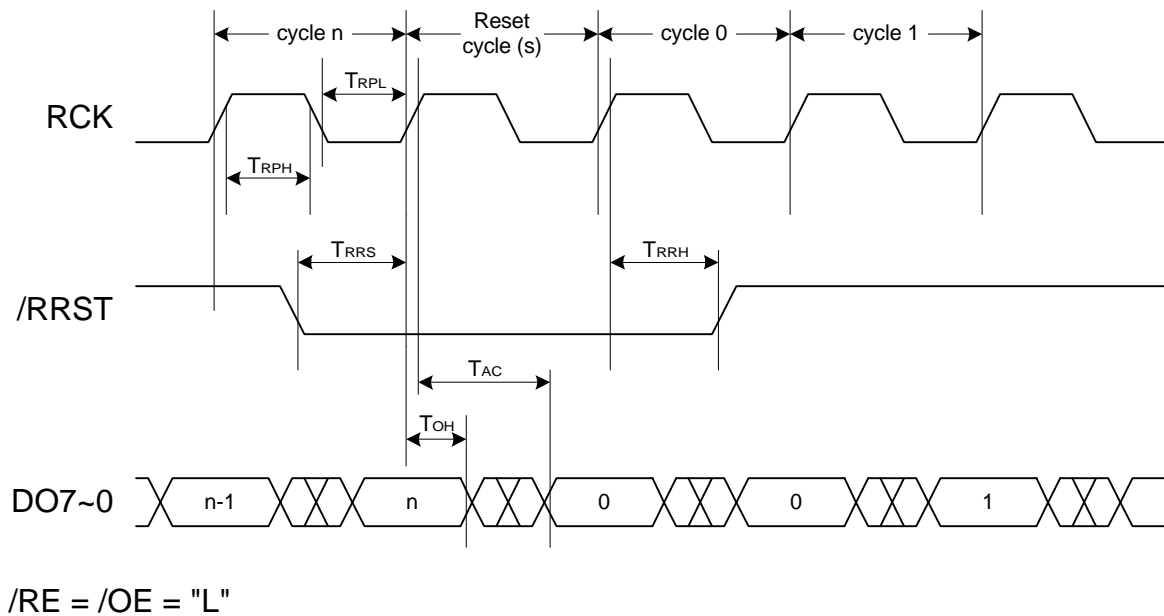 cycle n
Reset
cycle (s)
cycle 0
cycle 1
TRPL
RCK
TRPH
TRRS
TRRH
/RRST
TAC
TOH
DO7~0
n-1
n
0
0
1
/RE = /OE = "L"